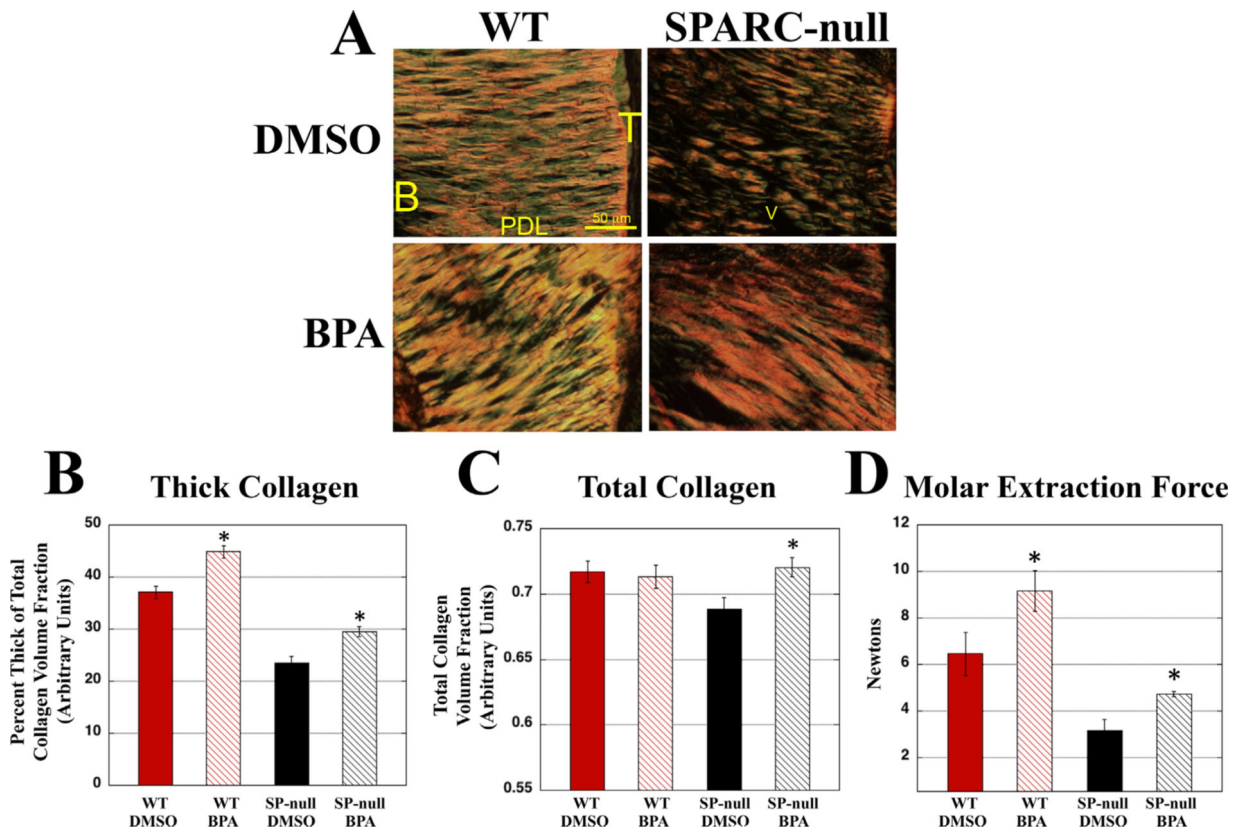 A
WT
SPARC-null
DMSO
T
B
PDL
50 µm
V
BPA
B
Thick Collagen
Percent Thick of Total
Collagen Volume Fraction
(Arbitrary Units)
50
40
30
20
10
0
*
*
WT
DMSO
WT
BPA
SP-null
DMSO
SP-null
BPA
C
Total Collagen
Total Collagen
Volume Fraction
(Arbitrary Units)
0.75
0.7
0.65
0.6
0.55
*
WT
DMSO
WT
BPA
SP-null
DMSO
SP-null
BPA
D
Molar Extraction Force
Newtons
12
10
8
6
4
2
*
*
WT
DMSO
WT
BPA
SP-null
DMSO
SP-null
BPA